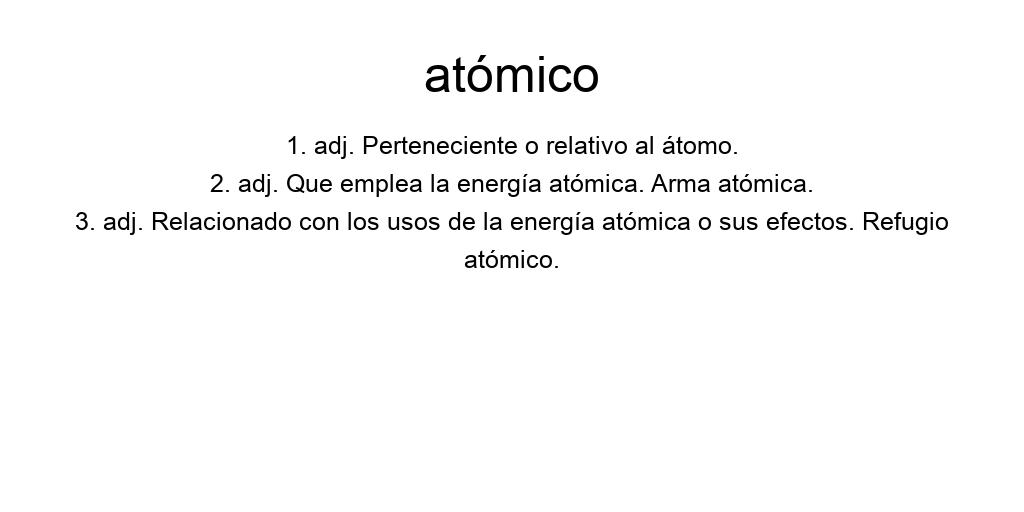 atómico
1. adj. Perteneciente o relativo al átomo.
2. adj. Que emplea la energía atómica. Arma atómica.
3. adj. Relacionado con los usos de la energía atómica o sus efectos. Refugio
atómico.